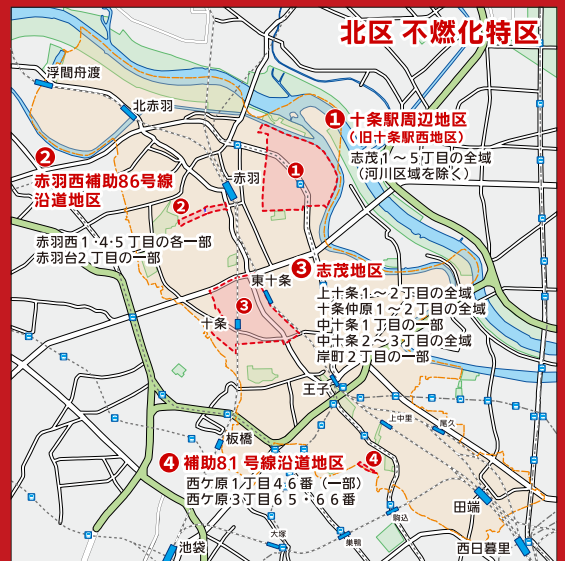 北区 不燃化特区
浮間舟渡
北赤羽
❶ 十条駅周辺地区
（旧十条駅西地区）
志茂１～５丁目の全域
（河川区域を除く）
❶
❷
赤羽西補助86号線
沿道地区
赤羽
❷
赤羽西１･４･５丁目の各一部
赤羽台２丁目の一部
東十条
❸ 志茂地区
上十条１～２丁目の全域
十条仲原１～２丁目の全域
中十条１丁目の一部
中十条２～３丁目の全域
岸町２丁目の一部
❸
十条
王子
上中里
尾久
板橋
❹ 補助81号線沿道地区
西ケ原１丁目４６番（一部）
西ケ原３丁目６５・６６番
❹
田端
駒込
大塚
巣鴨
池袋
西日暮里